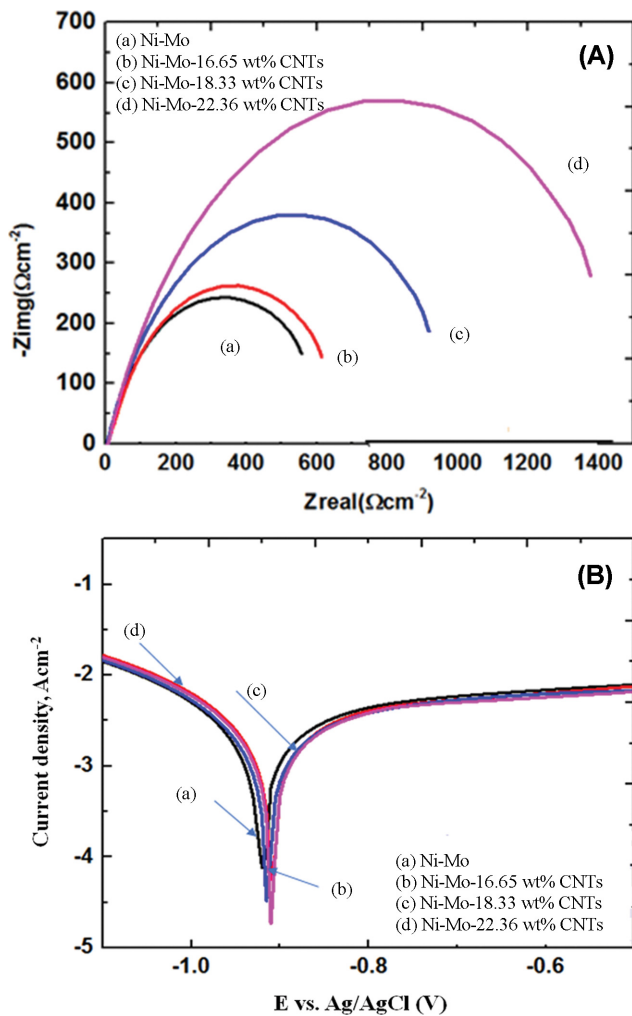 700
600
500
400
300
200
100
0
-Zimg(Ωcm-2)
(a) Ni-Mo
(b) Ni-Mo-16.65 wt% CNTs
(c) Ni-Mo-18.33 wt% CNTs
(d) Ni-Mo-22.36 wt% CNTs
(A)
(d)
(a)
(b)
(c)
0 200 400 600 800 1000 1200 1400
Zreal(Ωcm-2)
(B)
-1
-2
-3
-4
-5
Current density, Acm-2
(d)
(c)
(a)
(b)
(a) Ni-Mo
(b) Ni-Mo-16.65 wt% CNTs
(c) Ni-Mo-18.33 wt% CNTs
(d) Ni-Mo-22.36 wt% CNTs
-1.0 -0.8 -0.6
E vs. Ag/AgCl (V)